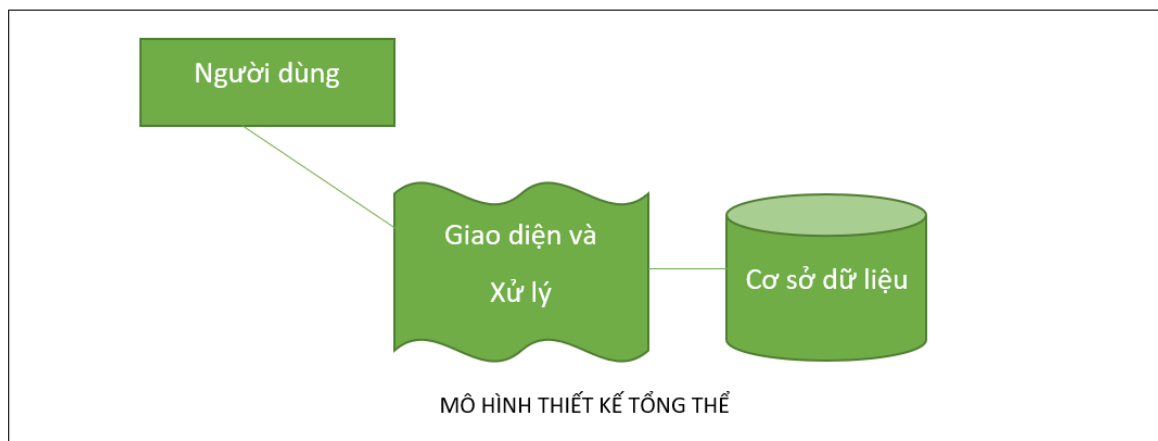 Người dùng
Giao diện và
Xử lý
Cơ sở dữ liệu
MÔ HÌNH THIẾT KẾ TỔNG THỂ